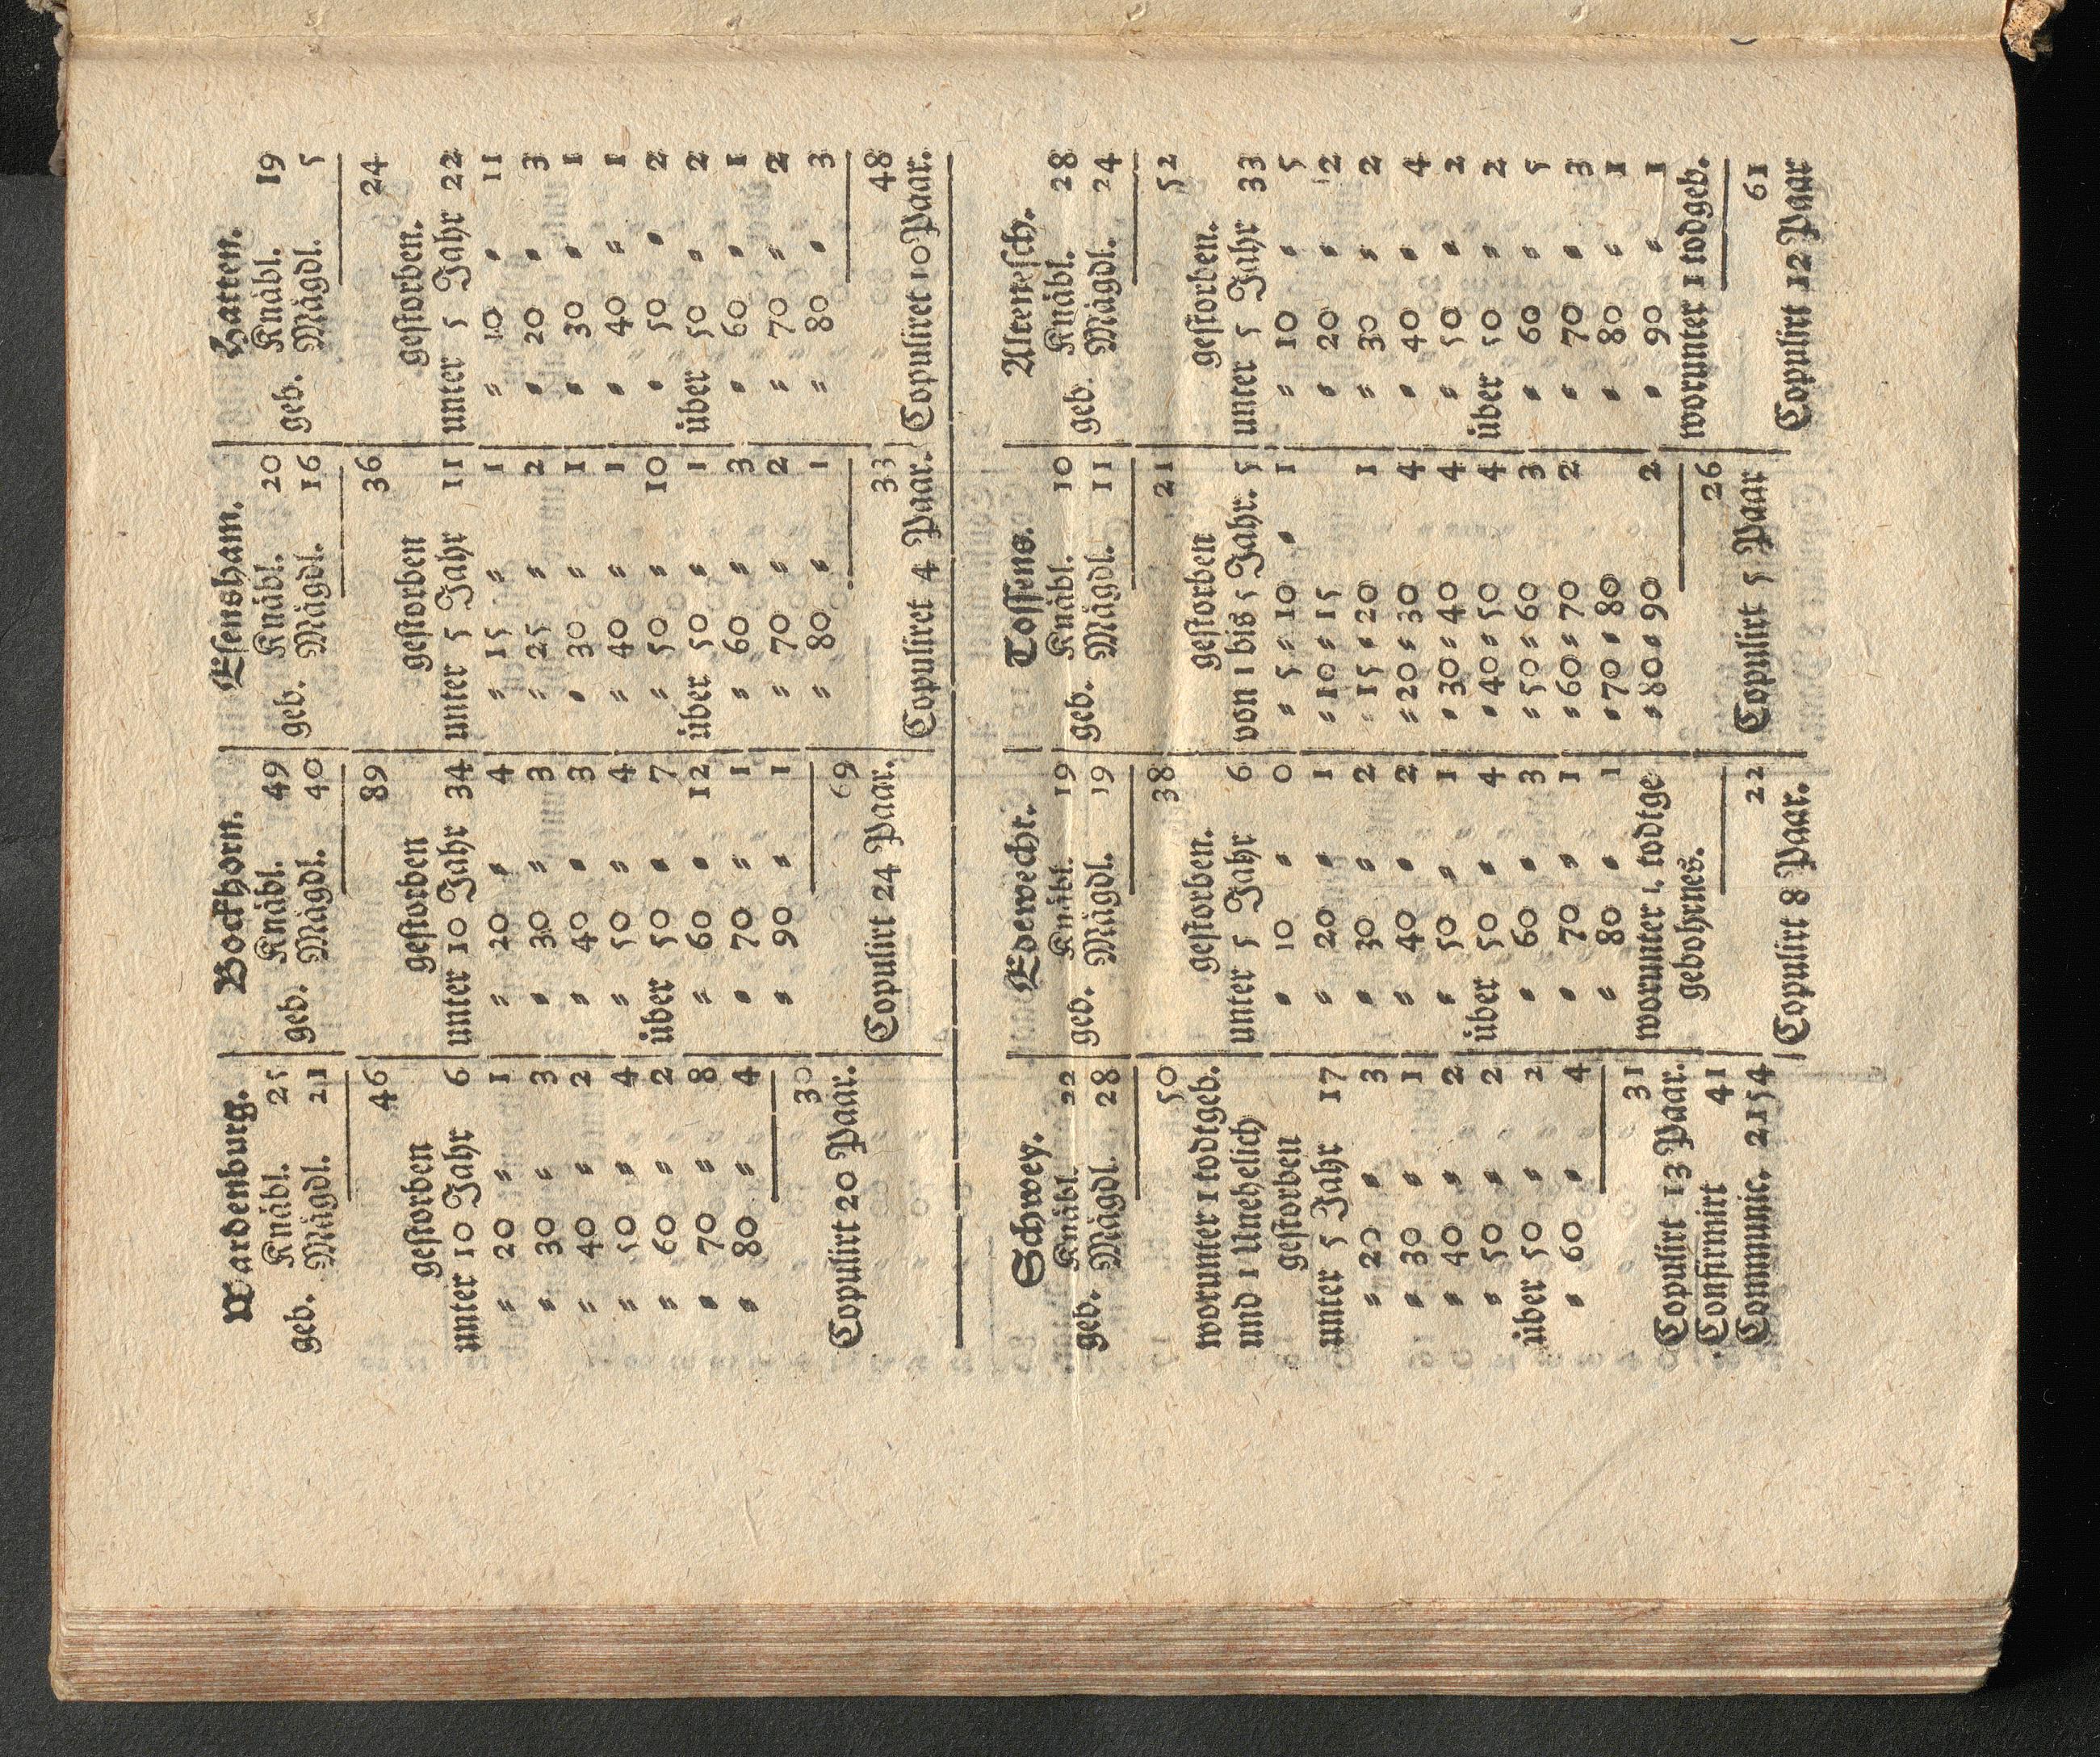 Wardenburg.
geb. Knäbl. 25
Mägdl. 21
46
gestorben
unter 10 Jahr 6
" 20 " 1
" 30 " 3
" 40 " 2
" 50 " 4
" 60 " 2
" 70 " 8
" 80 " 4
30
Copulirt 20 Paar.
Bockhorn.
geb. Knäbl. 49
Mägdl. 40
89
gestorben
unter 10 Jahr 34
" 20 " 4
" 30 " 3
" 40 " 3
" 50 " 4
über 50 " 7
" 60 " 12
" 70 " 1
" 90 " 1
69
Copulirt 24 Paar.
Esensham.
geb. Knäbl. 20
Mägdl. 16
36
gestorben
unter 5 Jahr 11
" 15 " 1
" 25 " 2
" 30 " 1
" 40 " 1
" 50 " 10
über 50 " 1
" 60 " 3
" 70 " 2
" 80 " 1
33
Copuliret 4 Paar.
Hatten.
geb. Knäbl. 19
Mägdl. 5
24
gestorben.
unter 5 Jahr 22
" 10 " 11
" 20 " 3
" 30 " 1
" 40 " 1
" 50 " 2
über 50 " 2
" 60 " 1
" 70 " 2
" 80 " 3
48
Copuliret 10 Paar.
Schwey.
geb. Knäbl. 22
Mägdl. 28
50
worunter 1 todtgeb.
und 1 Unehelich
gestorben
unter 5 Jahr 17
" 20 " 3
" 30 " 1
" 40 " 2
" 50 " 2
über 50 " 2
" 60 " 4
31
Copulirt 13 Paar.
Confirmirt 41
Communic. 2154
Edewecht.
geb. Knäbl. 19
Mägdl. 19
38
gestorben.
unter 5 Jahr 6
" 10 " 0
" 20 " 1
" 30 " 2
" 40 " 2
" 50 " 1
über 50 " 4
" 60 " 3
" 70 " 1
" 80 " 1
worunter 1. todtge
gebohrnes.
22
Copulirt 8 Paar.
Tossens.
geb. Knäbl. 10
Mägdl. 11
21
gestorben
von 1 bis 5 Jahr. 5
" 5 " 10 " 1
" 10 " 15
" 15 " 20 1
" 20 " 30 4
" 30 " 40 4
" 40 " 50 4
" 50 " 60 3
" 60 " 70 2
" 70 " 80
" 80 " 90 2
26
Copulirt 5 Paar
Altenesch.
geb. Knäbl. 28
Mägdl. 24
52
gestorben.
unter 5 Jahr 33
" 10 " 5
" 20 " 2
" 30 " 2
" 40 " 4
" 50 " 2
über 50 " 2
" 60 " 5
" 70 " 3
" 80 " 1
" 90 " 1
worunter 1 todgeb.
61
Copulirt 12 Paar